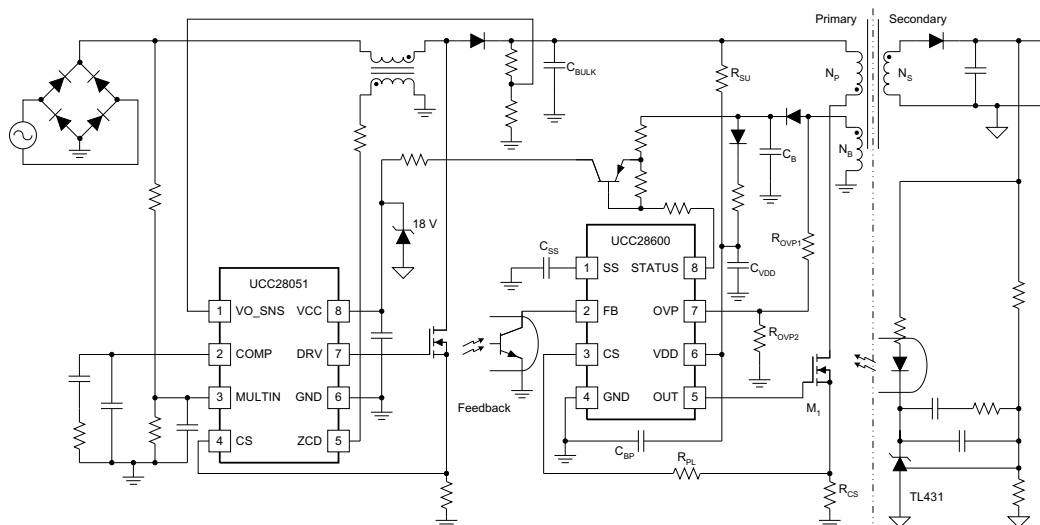 Primary
Secondary
C_BULK
R_SU
N_P
N_S
C_B
N_B
18 V
C_SS
UCC28600
R_OVP1
C_VDD
1 SS STATUS 8
UCC28051
1 VO_SNS VCC 8
2 FB OVP 7
R_OVP2
2 COMP DRV 7
3 CS VDD 6
3 MULTIN GND 6
Feedback
4 GND OUT 5
M_1
4 CS ZCD 5
C_BP
R_PL
R_CS
TL431